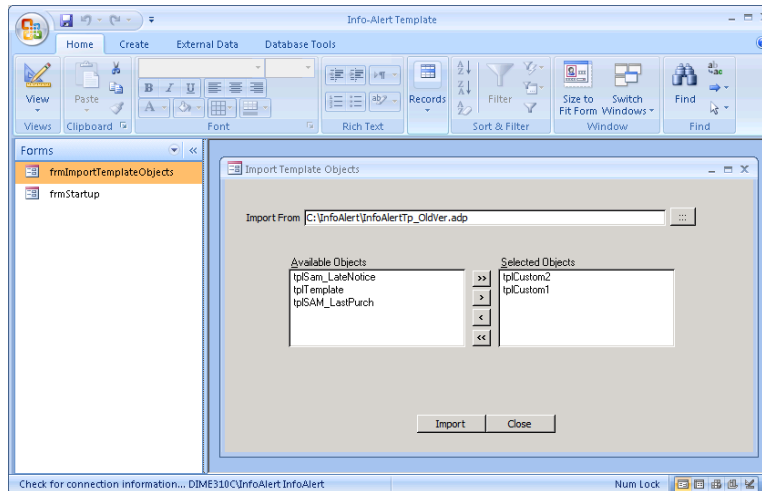 Info-Alert Template
Home Create External Data Database Tools
View Paste B I U A Records Filter Size to Fit Form Switch Windows Find
Views Clipboard Font Rich Text Sort & Filter Window Find
Forms
frmImportTemplateObjects
frmStartup
Import Template Objects
Import From C:\InfoAlert\InfoAlertTp_OldVer.adp
Available Objects Selected Objects
tplSam_LateNotice tplCustom2
tplTemplate tplCustom1
tplSAM_LastPurch
>>
>
<
<<
Import Close
Check for connection information... DIME310C\InfoAlert InfoAlert Num Lock